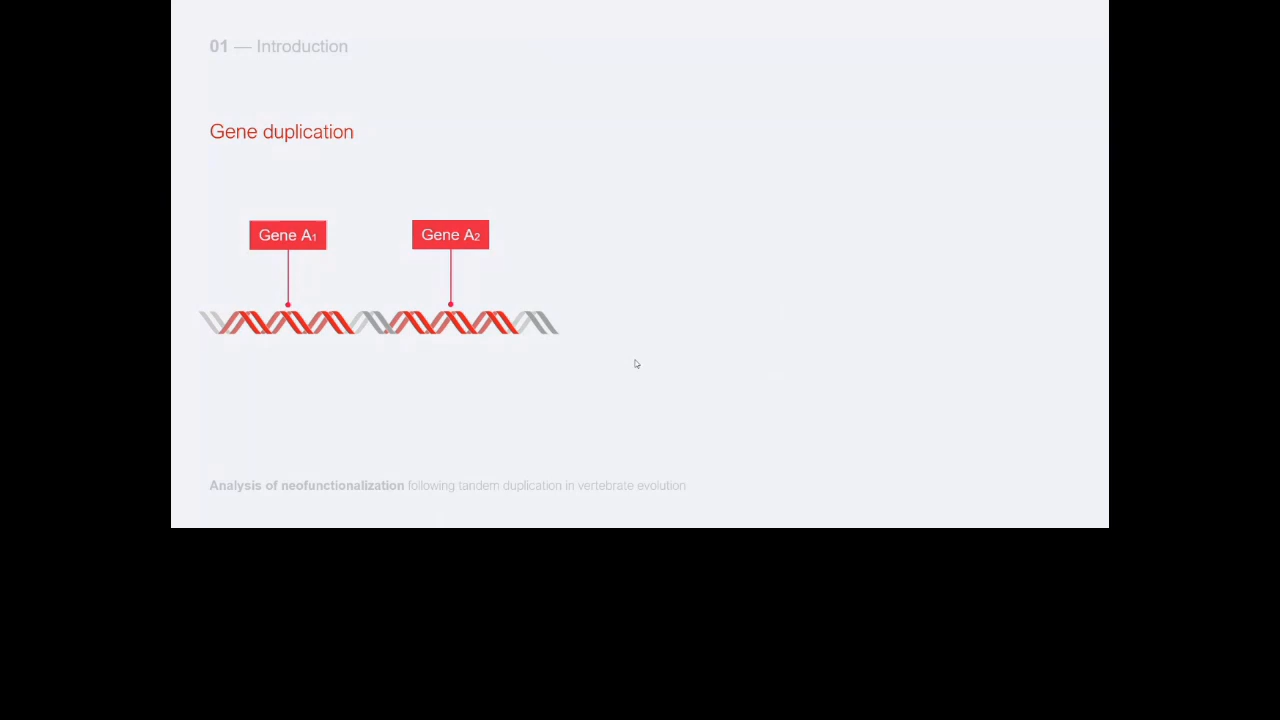 01 — Introduction
Gene duplication
Gene A₁ Gene A₂
Analysis of neofunctionalization following tandem duplication in vertebrate evolution